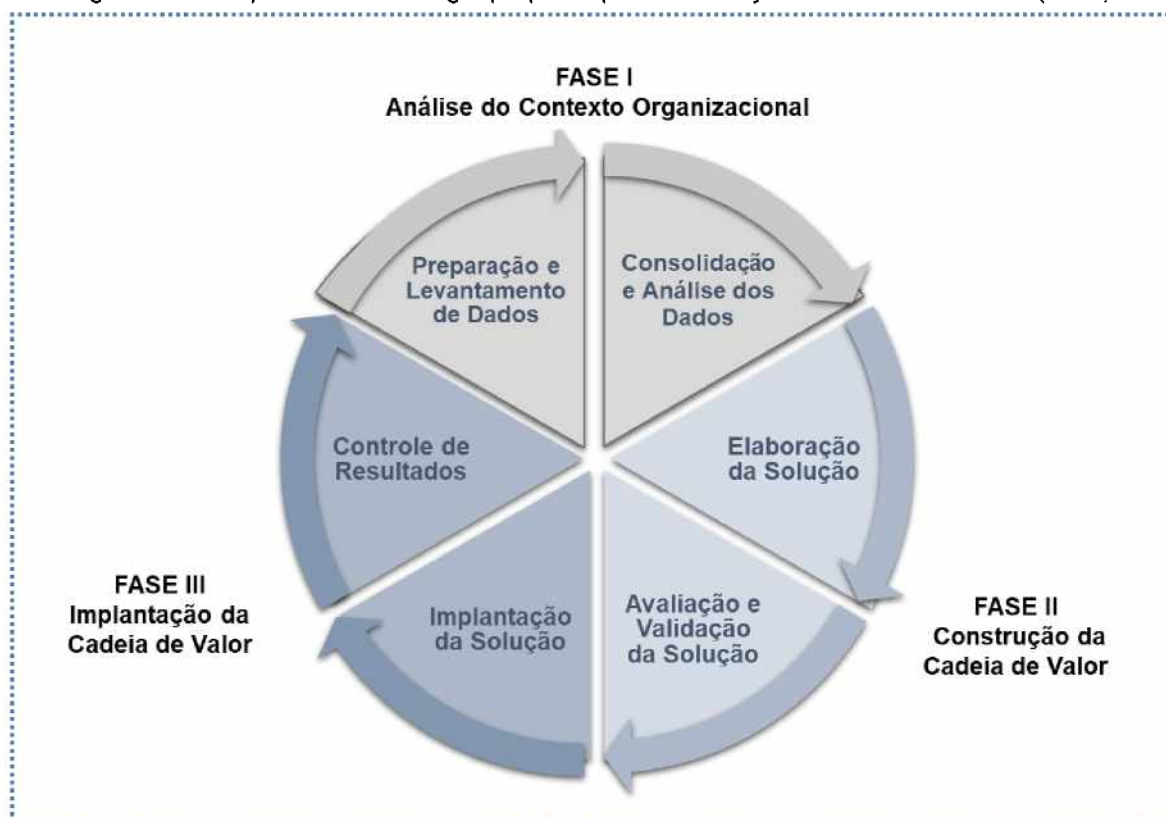 FASE I
Análise do Contexto Organizacional
Preparação e
Levantamento
de Dados
Consolidação
e Análise dos
Dados
Controle de
Resultados
Elaboração
da Solução
FASE III
Implantação da
Cadeia de Valor
Implantação
da Solução
Avaliação e
Validação
da Solução
FASE II
Construção da
Cadeia de Valor